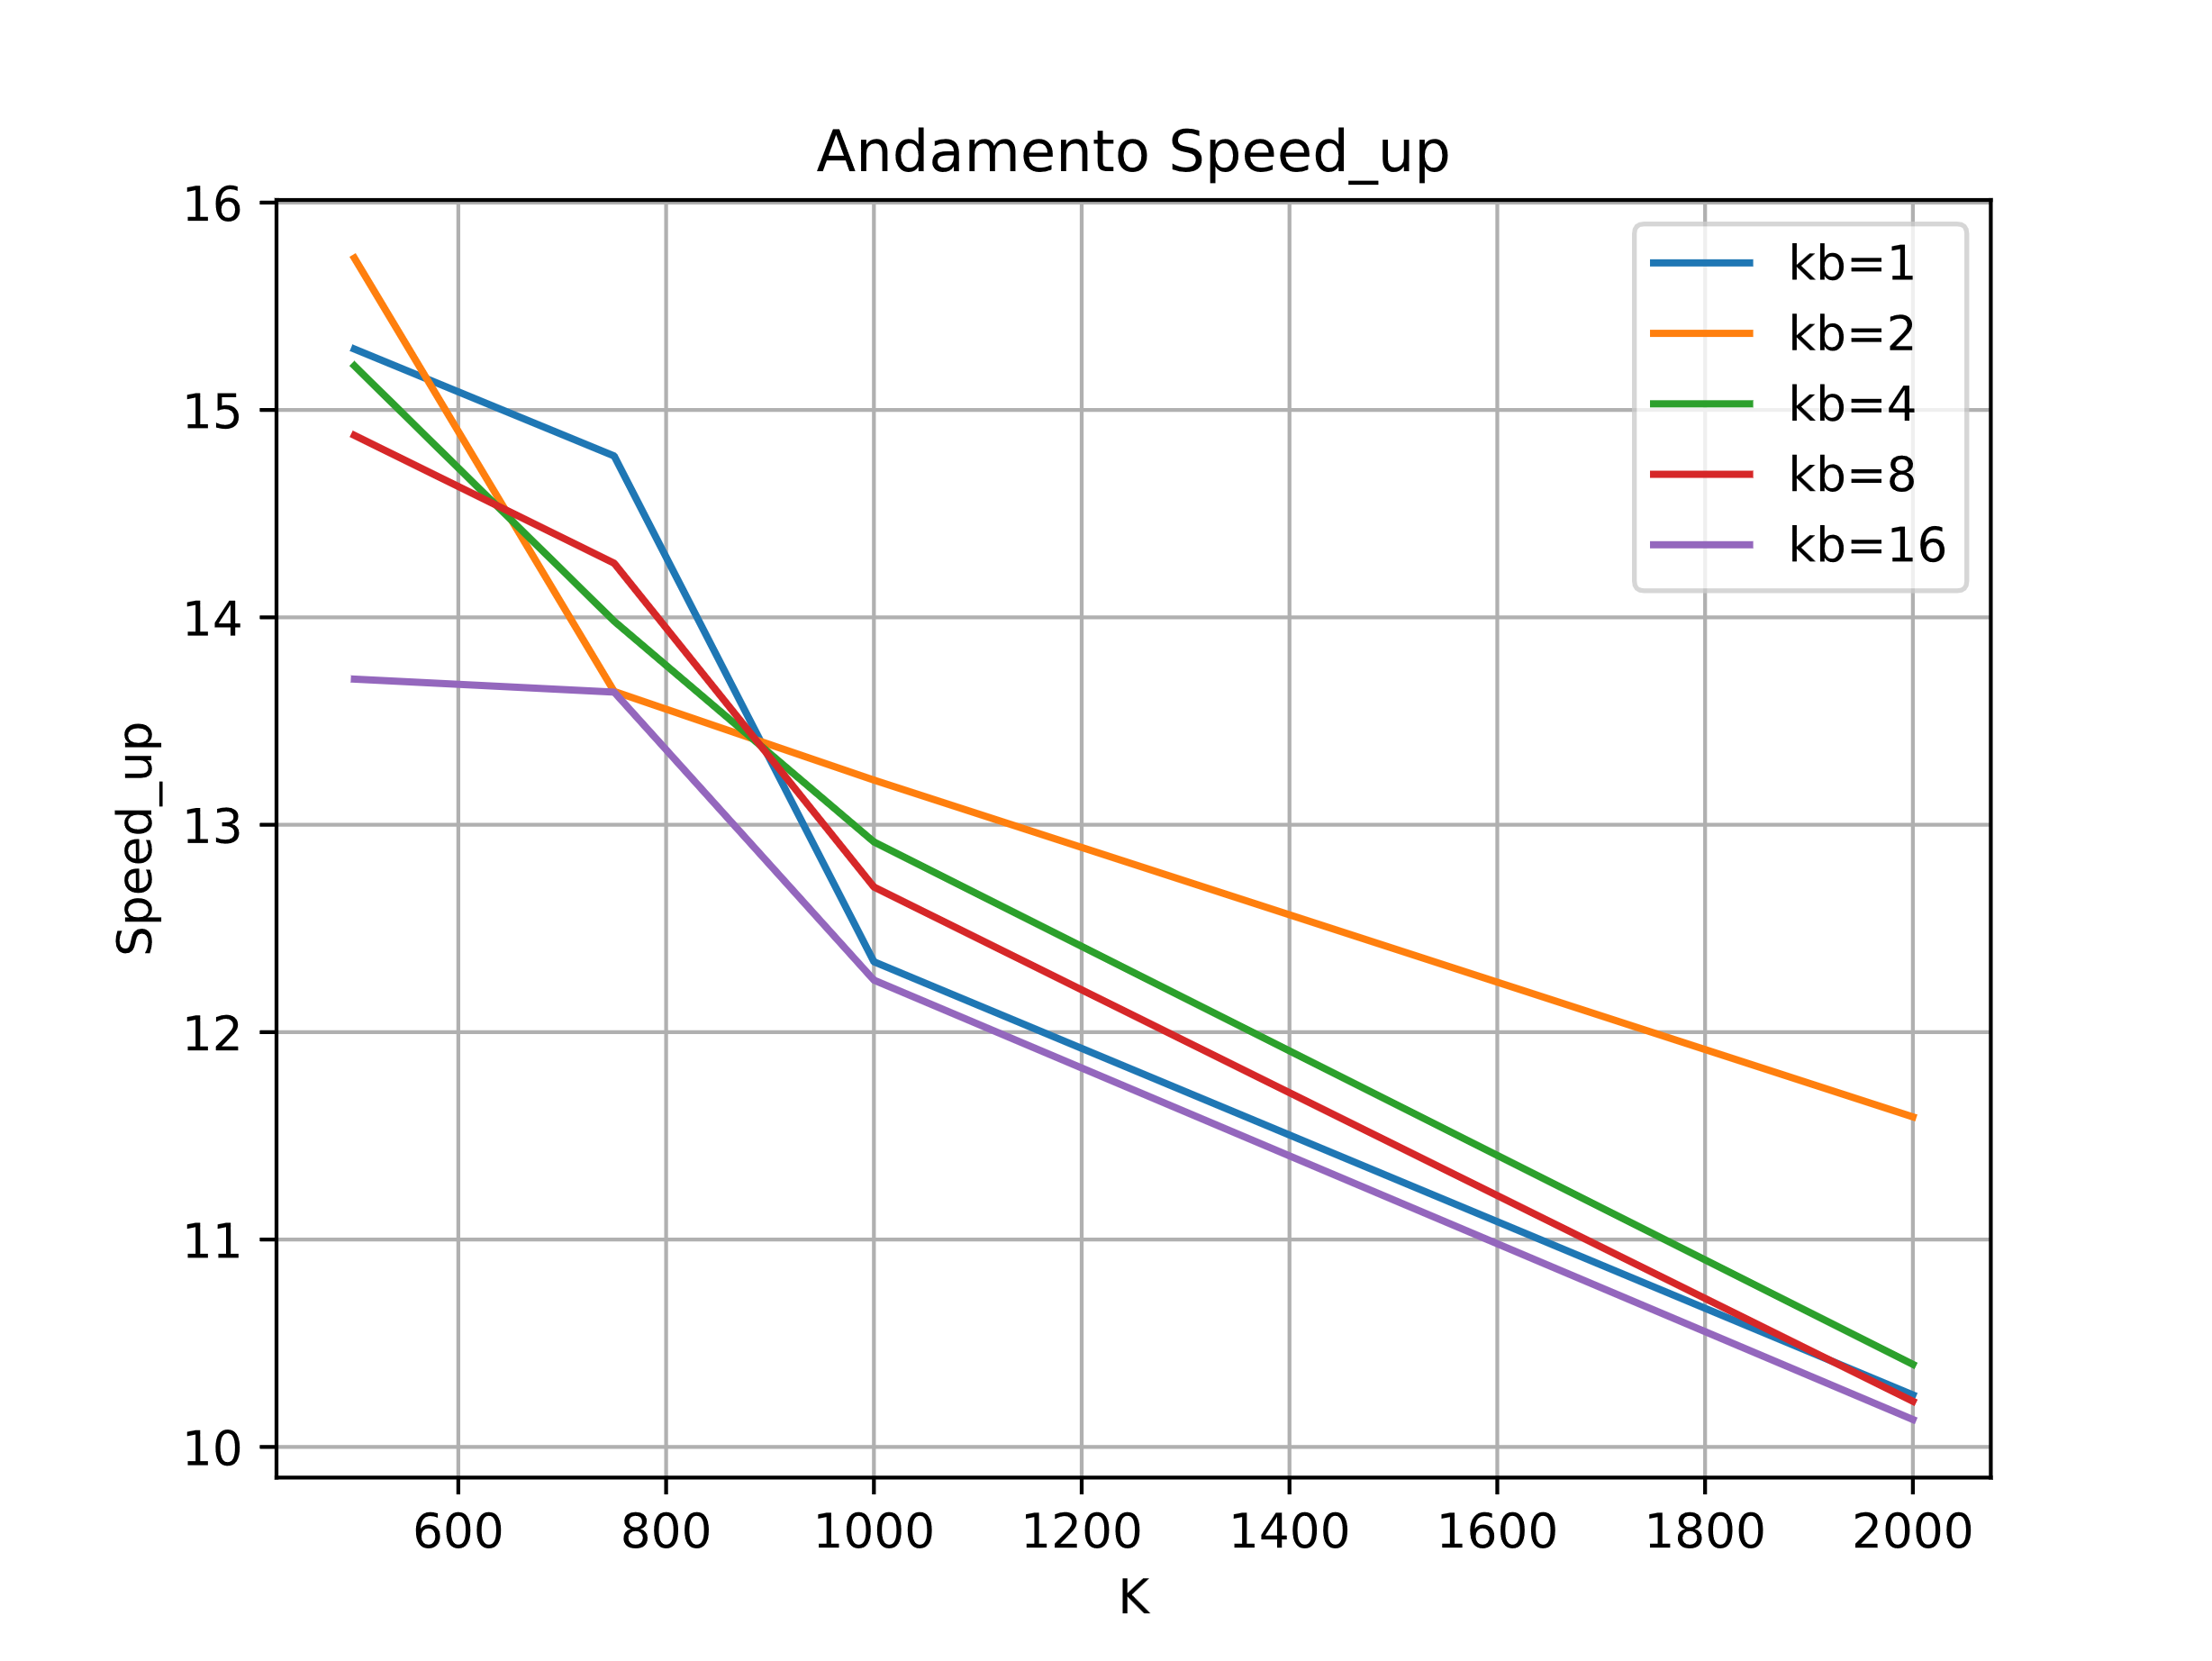 Andamento Speed_up
16
15
14
13
12
11
10
Speed_up
kb=1
kb=2
kb=4
kb=8
kb=16
600 800 1000 1200 1400 1600 1800 2000
K